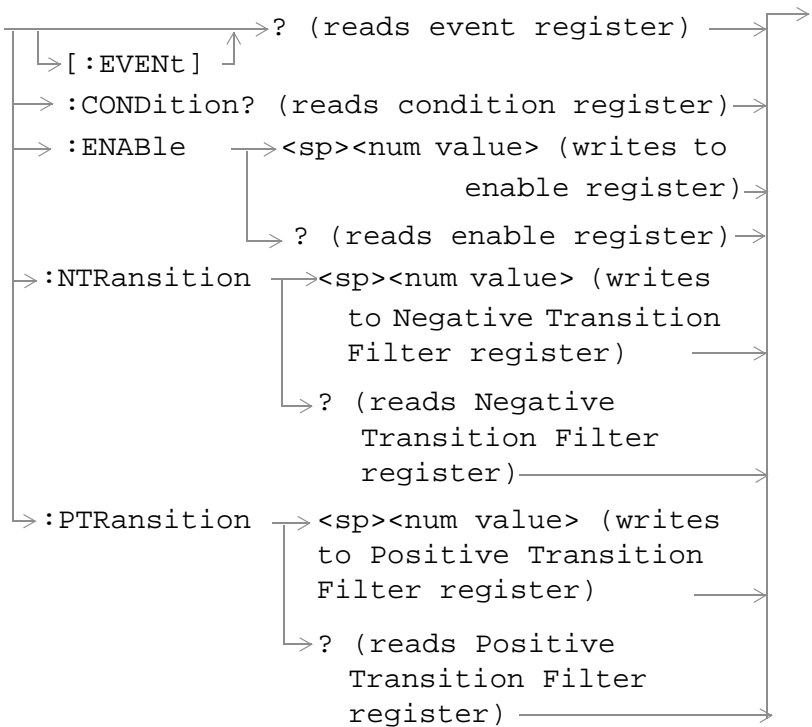 ? (reads event register)
[:EVENt]
:CONDition? (reads condition register)
:ENABle <sp><num value> (writes to
enable register)
? (reads enable register)
:NTRansition <sp><num value> (writes
to Negative Transition
Filter register)
? (reads Negative
Transition Filter
register)
:PTRansition <sp><num value> (writes
to Positive Transition
Filter register)
? (reads Positive
Transition Filter
register)